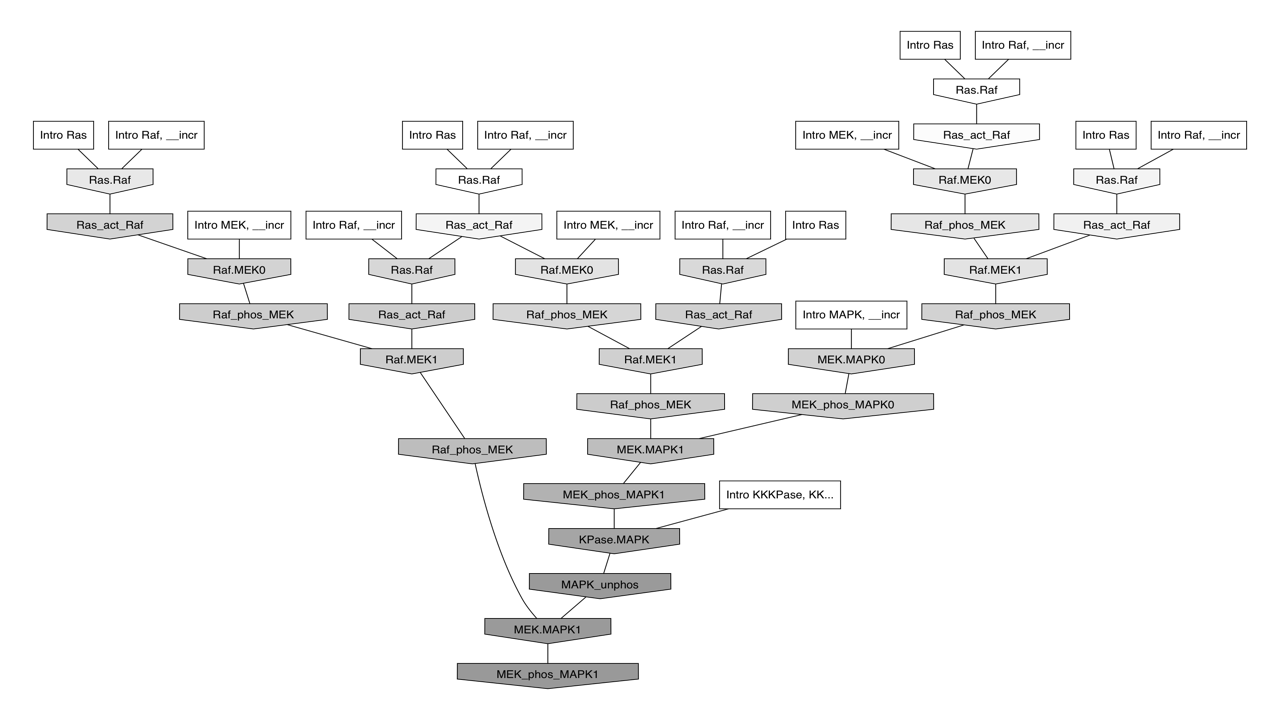 Intro Ras
Intro Raf, __incr
Ras.Raf
Intro Ras
Intro Raf, __incr
Intro Ras
Intro Raf, __incr
Intro MEK, __incr
Ras_act_Raf
Intro Ras
Intro Raf, __incr
Ras.Raf
Ras.Raf
Raf.MEK0
Ras.Raf
Ras_act_Raf
Intro MEK, __incr
Intro Raf, __incr
Ras_act_Raf
Intro MEK, __incr
Intro Raf, __incr
Intro Ras
Raf_phos_MEK
Ras_act_Raf
Raf.MEK0
Ras.Raf
Raf.MEK0
Ras.Raf
Raf.MEK1
Raf_phos_MEK
Ras_act_Raf
Raf_phos_MEK
Ras_act_Raf
Intro MAPK, __incr
Raf_phos_MEK
Raf.MEK1
Raf.MEK1
MEK.MAPK0
Raf_phos_MEK
MEK_phos_MAPK0
Raf_phos_MEK
MEK.MAPK1
MEK_phos_MAPK1
Intro KKKPase, KK...
KPase.MAPK
MAPK_unphos
MEK.MAPK1
MEK_phos_MAPK1